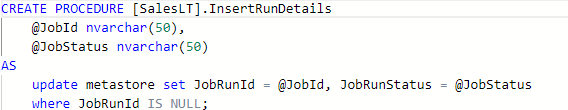 CREATE PROCEDURE [SalesLT].InsertRunDetails
@JobId nvarchar(50),
@JobStatus nvarchar(50)
AS
update metastore set JobRunId = @JobId, JobRunStatus = @JobStatus
where JobRunId IS NULL;